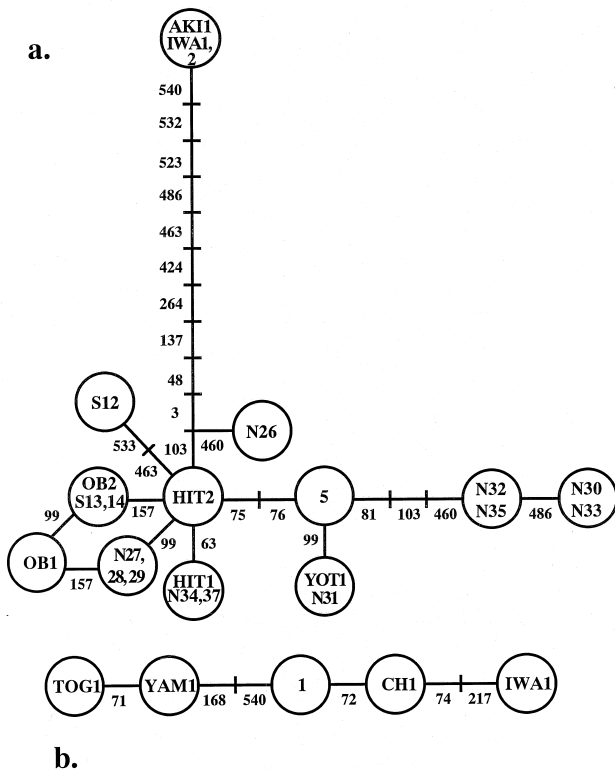 a.
AKI1
IWA1,
2
540
532
523
486
463
424
264
137
48
3
S12
N26
533
103
460
463
OB2
S13,14
HIT2
5
N32
N35
N30
N33
99
157
75
76
81
103
460
486
OB1
N27,
28,29
99
63
99
157
HIT1
N34,37
YOT1
N31
TOG1
YAM1
1
CH1
IWA1
71
168
540
72
74
217
b.